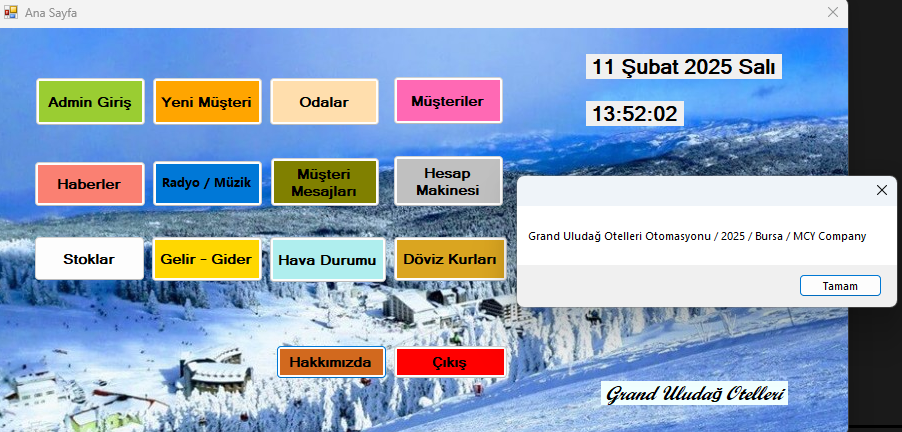 Ana Sayfa
11 Şubat 2025 Salı
13:52:02
Admin Giriş
Yeni Müşteri
Odalar
Müşteriler
Haberler
Radyo / Müzik
Müşteri
Mesajları
Hesap
Makinesi
Stoklar
Gelir - Gider
Hava Durumu
Döviz Kurları
Hakkımızda
Çıkış
Grand Uludağ Otelleri
Grand Uludağ Otelleri Otomasyonu / 2025 / Bursa / MCY Company
Tamam